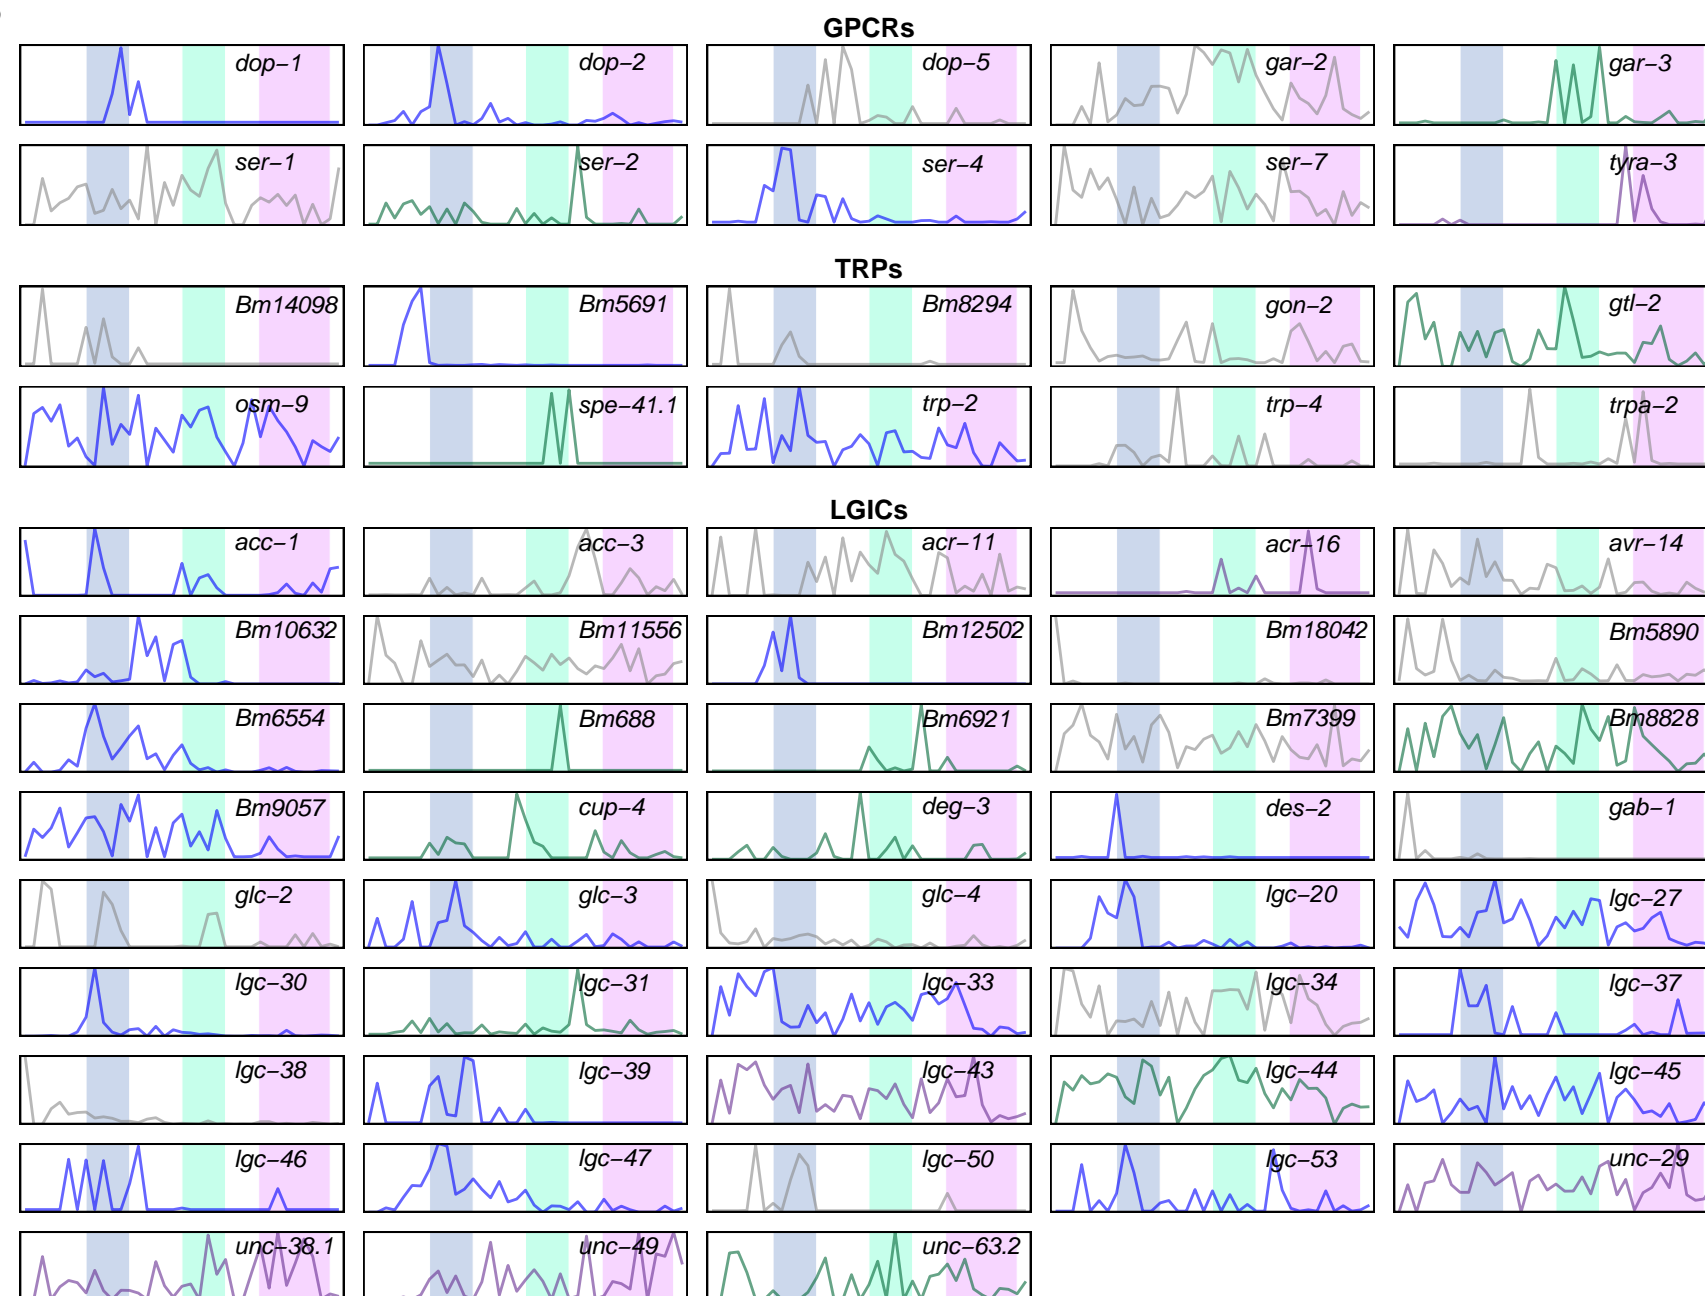 GPCRs
dop−1 dop−2 dop−5 gar−2 gar−3
ser−1 ser−2 ser−4 ser−7 tyra−3
TRPs
Bm14098 Bm5691 Bm8294 gon−2 gtl−2
osm−9 spe−41.1 trp−2 trp−4 trpa−2
LGICs
acc−1 acc−3 acr−11 acr−16 avr−14
Bm10632 Bm11556 Bm12502 Bm18042 Bm5890
Bm6554 Bm688 Bm6921 Bm7399 Bm8828
Bm9057 cup−4 deg−3 des−2 gab−1
glc−2 glc−3 glc−4 lgc−20 lgc−27
lgc−30 lgc−31 lgc−33 lgc−34 lgc−37
lgc−38 lgc−39 lgc−43 lgc−44 lgc−45
lgc−46 lgc−47 lgc−50 lgc−53 unc−29
unc−38.1 unc−49 unc−63.2